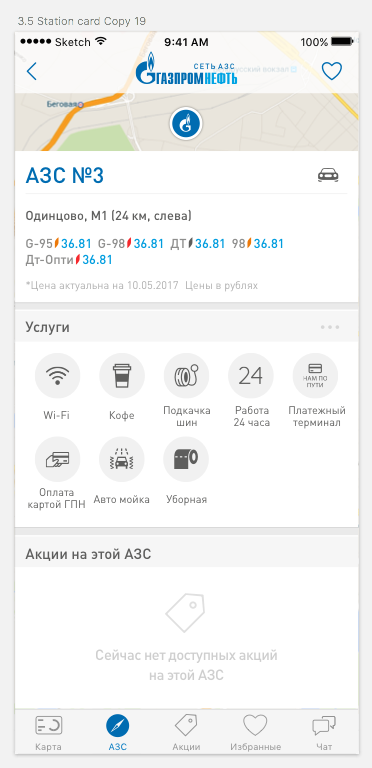 3.5 Station card Copy 19
Sketch
9:41 AM
100%
СЕТЬ АЗС
ГАЗПРОМНЕФТЬ
Беговая
АЗС №3
Одинцово, М1 (24 км, слева)
G-95 36.81 G-98 36.81 ДТ 36.81 98 36.81
Дт-Опти 36.81
*Цена актуальна на 10.05.2017 Цены в рублях
Услуги
24
НАМ ПО
ПУТИ
Wi-Fi
Кофе
Подкачка
шин
Работа
24 часа
Платежный
терминал
Оплата
картой ГПН
Авто мойка
Уборная
Акции на этой АЗС
Сейчас нет доступных акций
на этой АЗС
Карта
АЗС
Акции
Избранные
Чат